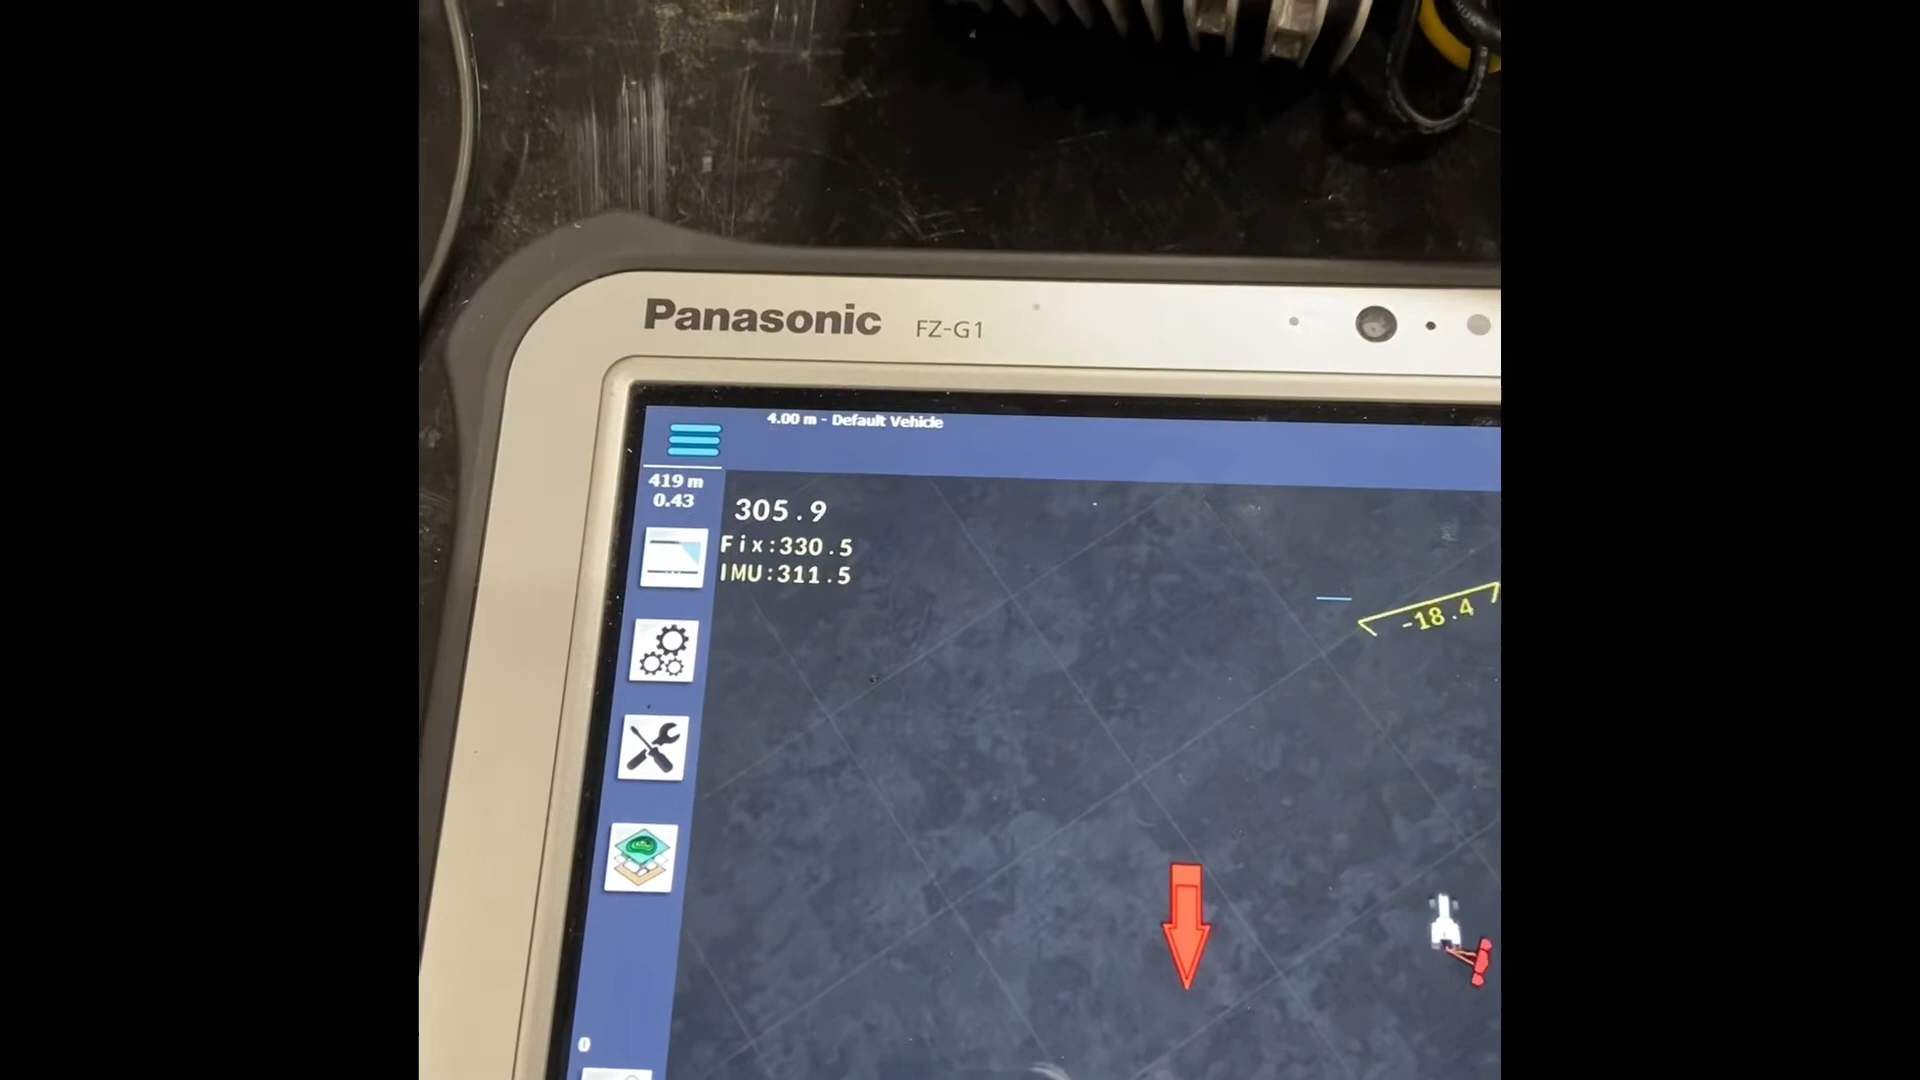 Panasonic FZ-G1
4.00 m - Default Vehicle
419 m
0.43
305.9
Fix:330.5
IMU:311.5
-18.4
0